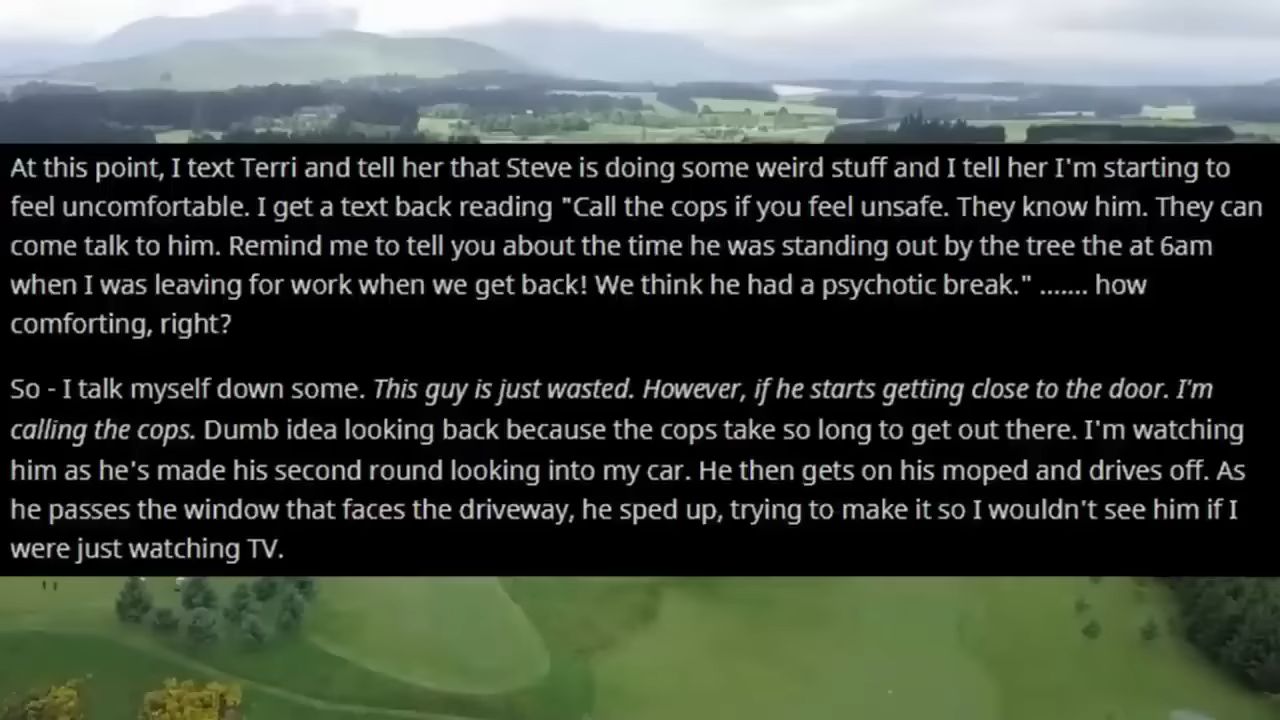 At this point, I text Terri and tell her that Steve is doing some weird stuff and I tell her I'm starting to
feel uncomfortable. I get a text back reading "Call the cops if you feel unsafe. They know him. They can
come talk to him. Remind me to tell you about the time he was standing out by the tree the at 6am
when I was leaving for work when we get back! We think he had a psychotic break." ....... how
comforting, right?
So - I talk myself down some. This guy is just wasted. However, if he starts getting close to the door. I'm
calling the cops. Dumb idea looking back because the cops take so long to get out there. I'm watching
him as he's made his second round looking into my car. He then gets on his moped and drives off. As
he passes the window that faces the driveway, he sped up, trying to make it so I wouldn't see him if I
were just watching TV.